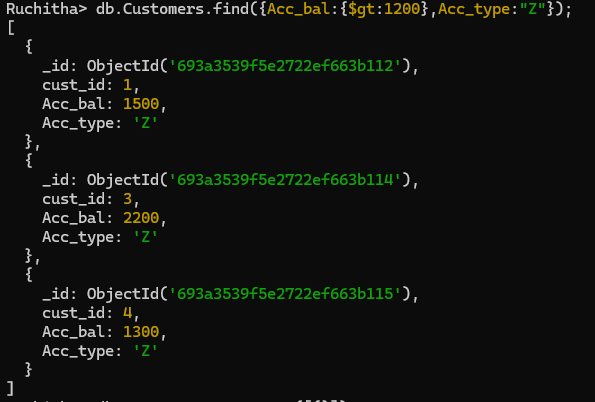 Ruchitha> db.Customers.find({Acc_bal:{$gt:1200},Acc_type:"Z"});
[
  {
    _id: ObjectId('693a3539f5e2722ef663b112'),
    cust_id: 1,
    Acc_bal: 1500,
    Acc_type: 'Z'
  },
  {
    _id: ObjectId('693a3539f5e2722ef663b114'),
    cust_id: 3,
    Acc_bal: 2200,
    Acc_type: 'Z'
  },
  {
    _id: ObjectId('693a3539f5e2722ef663b115'),
    cust_id: 4,
    Acc_bal: 1300,
    Acc_type: 'Z'
  }
]